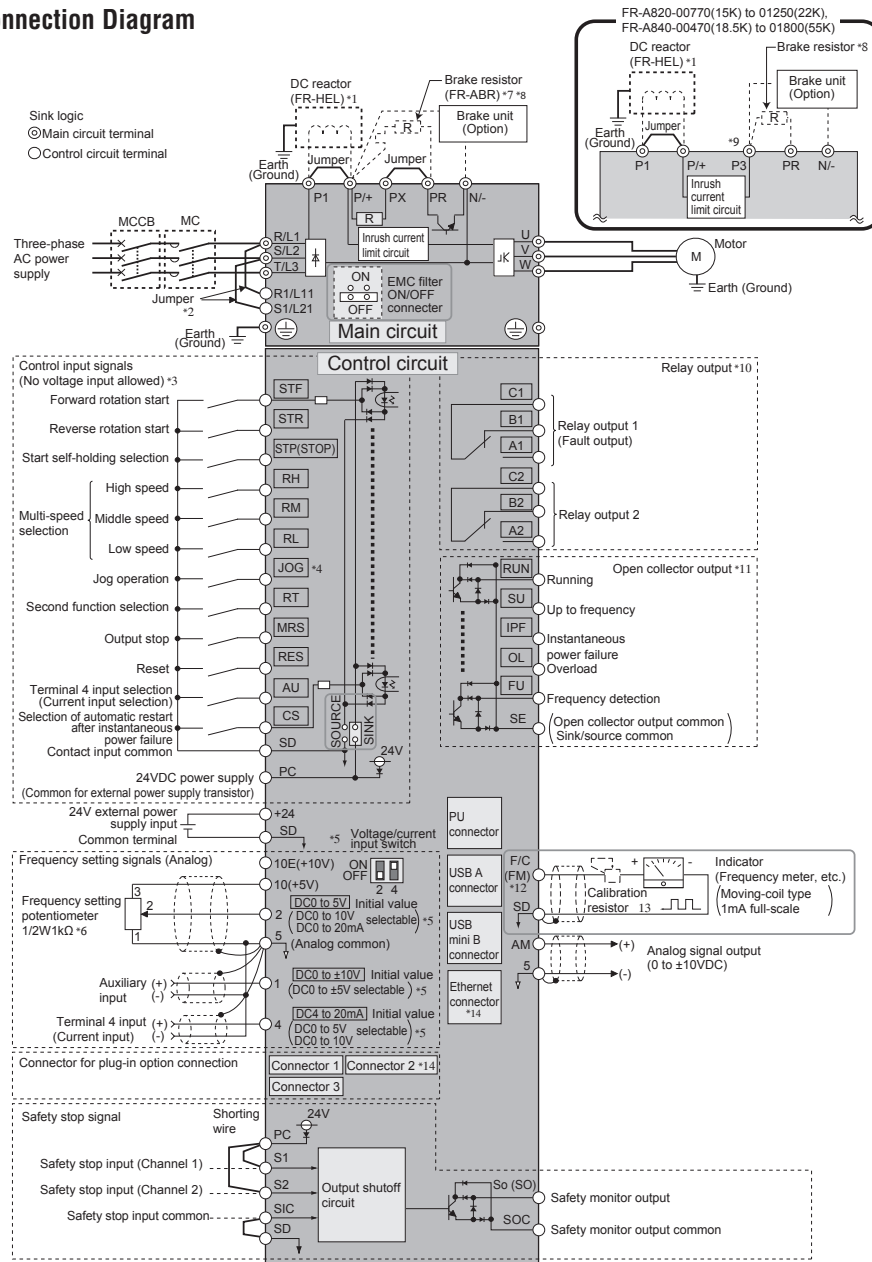 nnection Diagram
FR-A820-00770(15K) to 01250(22K),
FR-A840-00470(18.5K) to 01800(55K)
DC reactor
(FR-HEL) *1
Brake resistor *8
Brake unit
(Option)
R
Earth
(Ground)
Jumper
*9
P1
P/+
P3
PR
N/-
Inrush
current
limit circuit
Sink logic
Main circuit terminal
Control circuit terminal
DC reactor
(FR-HEL) *1
Brake resistor
(FR-ABR) *7 *8
Brake unit
(Option)
R
Earth
(Ground)
Jumper
Jumper
P1
P/+
PX
PR
N/-
R
Inrush current
limit circuit
MCCB
MC
Three-phase
AC power
supply
R/L1
S/L2
T/L3
R1/L11
S1/L21
Jumper
*2
Earth
(Ground)
ON
OFF
EMC filter
ON/OFF
connecter
U
V
W
M
Motor
Earth (Ground)
Main circuit
Control circuit
Control input signals
(No voltage input allowed) *3
Forward rotation start
STF
Reverse rotation start
STR
Start self-holding selection
STP(STOP)
Multi-speed
selection
High speed
RH
Middle speed
RM
Low speed
RL
Jog operation
JOG *4
Second function selection
RT
Output stop
MRS
Reset
RES
Terminal 4 input selection
(Current input selection)
AU
Selection of automatic restart
after instantaneous
power failure
CS
Contact input common
SD
SOURCE
SINK
24V
24VDC power supply
(Common for external power supply transistor)
PC
Relay output *10
C1
B1
A1
Relay output 1
(Fault output)
C2
B2
A2
Relay output 2
Open collector output *11
RUN
Running
SU
Up to frequency
IPF
Instantaneous
power failure
OL
Overload
FU
Frequency detection
SE
Open collector output common
Sink/source common
24V external power
supply input
+24
Common terminal
SD
Frequency setting signals (Analog)
*5 Voltage/current
input switch
ON
OFF
2 4
10E(+10V)
10(+5V)
Frequency setting
potentiometer
1/2W1kΩ *6
3
2
1
2
DC0 to 5V Initial value
(DC0 to 10V
DC0 to 20mA selectable) *5
5
(Analog common)
Auxiliary
input
(+)
(-)
1
DC0 to ±10V Initial value
(DC0 to ±5V selectable) *5
Terminal 4 input
(Current input)
(+)
(-)
4
DC4 to 20mA Initial value
(DC0 to 5V
DC0 to 10V selectable) *5
PU
connector
USB A
connector
USB
mini B
connector
Ethernet
connector
*14
F/C
(FM)
*12
SD
+
-
Calibration
resistor 13
Indicator
(Frequency meter, etc.)
(Moving-coil type
1mA full-scale)
AM
5
(+)
(-)
Analog signal output
(0 to ±10VDC)
Connector for plug-in option connection
Connector 1
Connector 2 *14
Connector 3
Safety stop signal
Shorting
wire
24V
PC
Safety stop input (Channel 1)
S1
Safety stop input (Channel 2)
S2
Safety stop input common
SIC
SD
Output shutoff
circuit
So (SO)
Safety monitor output
SOC
Safety monitor output common